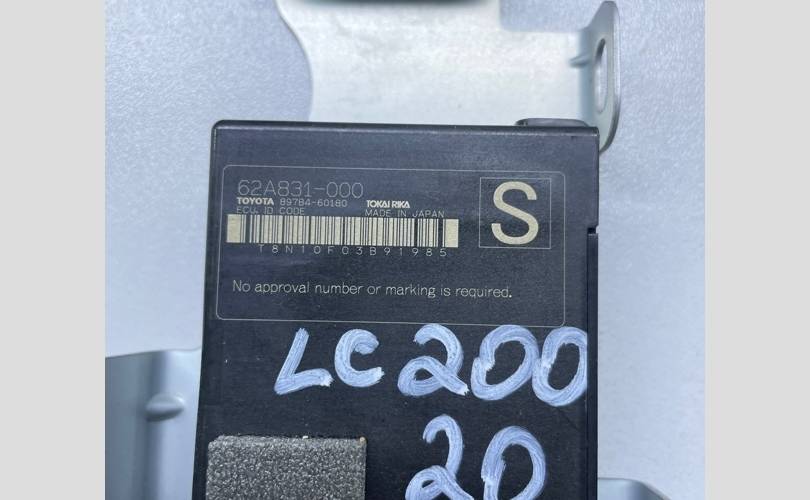 62A831-000
TOYOTA 89784-60180 TOKAI RIKA
ECU, ID CODE MADE IN JAPAN
S
T8N10F03B91985
No approval number or marking is required.
LC200
20